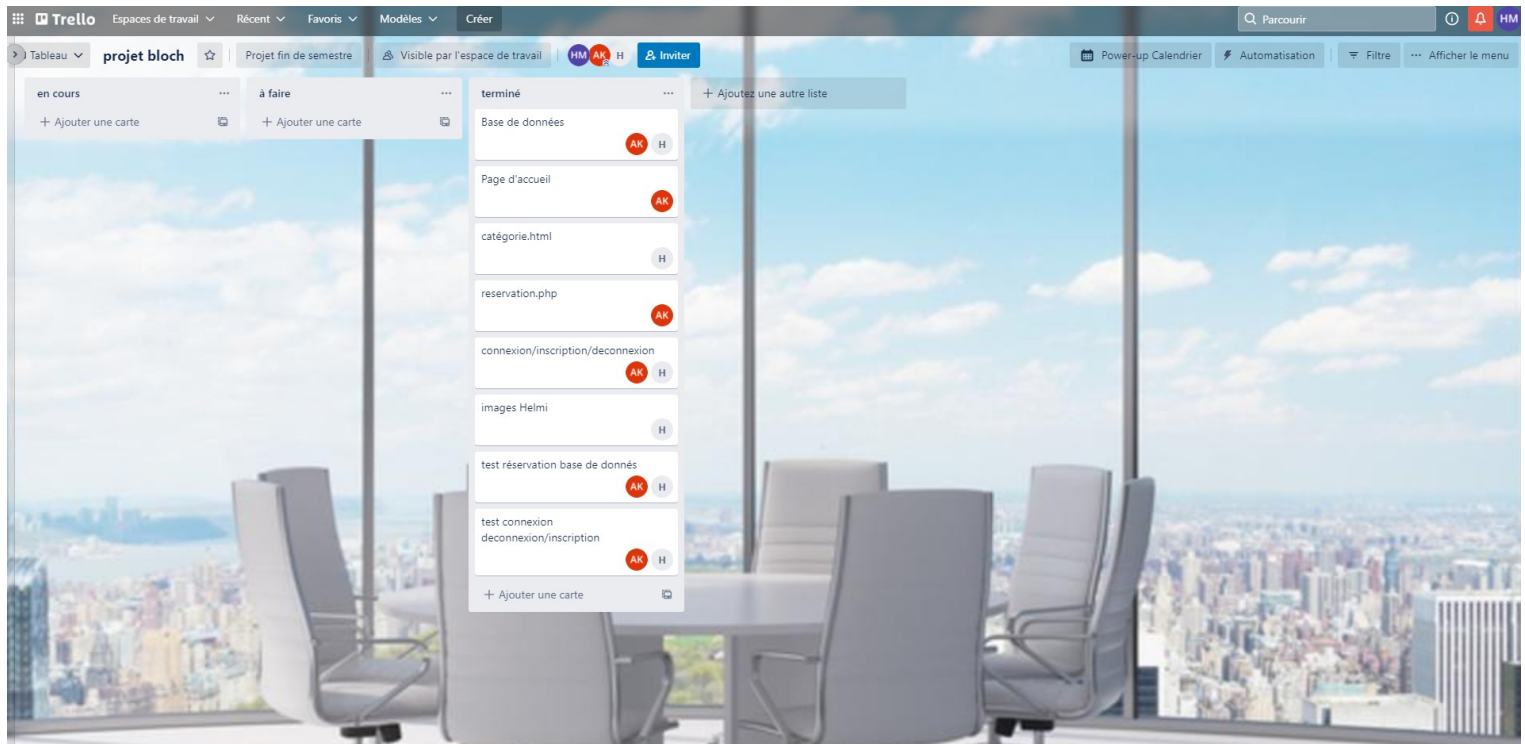 Trello Espaces de travail Récent Favoris Modèles Créer Parcourir HM
Tableau projet bloch Projet fin de semestre Visible par l'espace de travail HM AK H Inviter Power-up Calendrier Automatisation Filtre ... Afficher le menu
en cours ...
+ Ajouter une carte
à faire ...
+ Ajouter une carte
terminé ...
Base de données
AK H
Page d'accueil
AK
catégorie.html
H
reservation.php
AK
connexion/inscription/deconnexion
AK H
images Helmi
H
test réservation base de donnés
AK H
test connexion
deconnexion/inscription
AK H
+ Ajouter une carte
+ Ajoutez une autre liste